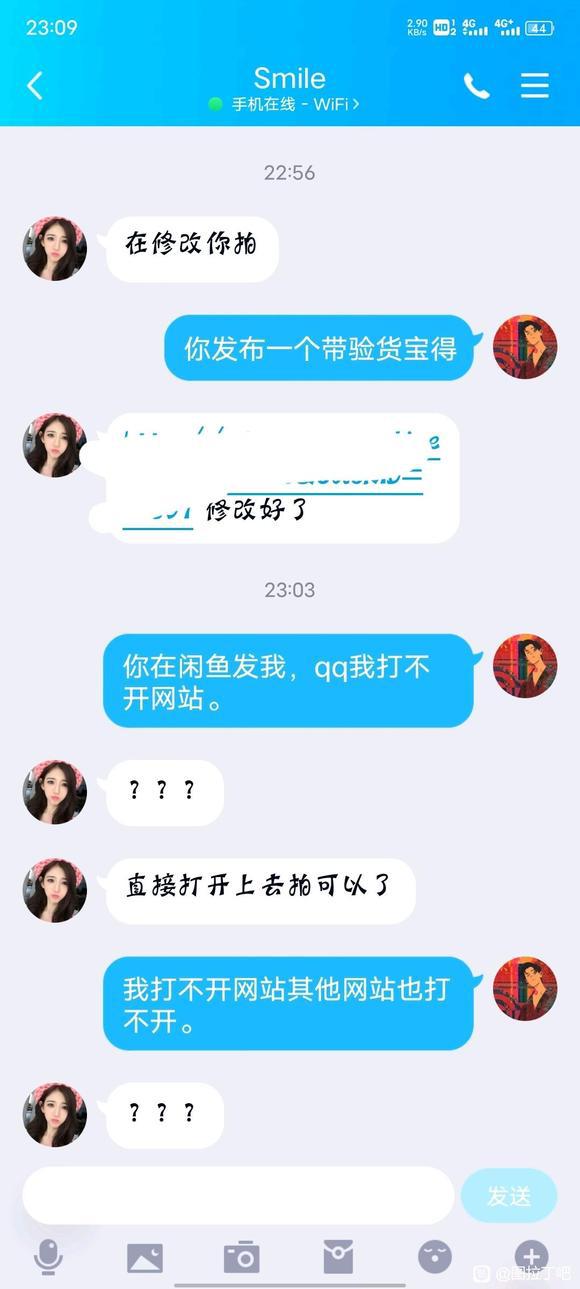 23:09
2.90 KB/s HD 1 2 4G 4G+ 44
Smile
手机在线 - WiFi >
22:56
在修改你拍
你发布一个带验货宝得
修改好了
23:03
你在闲鱼发我，qq我打不
开网站。
？？？
直接打开上去拍可以了
我打不开网站其他网站也打
不开。
？？？
发送
@图拉丁吧